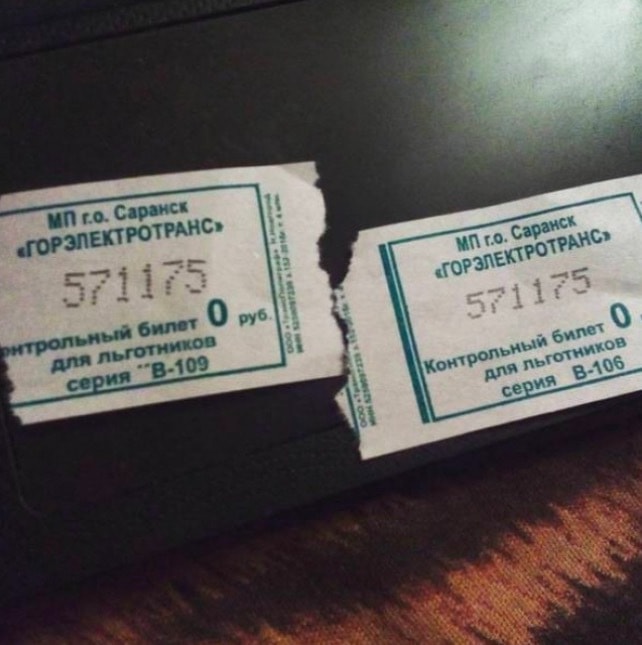 МП г.о. Саранск
«ГОРЭЛЕКТРОТРАНС»
571175
онтрольный билет 0 руб.
для льготников
серия ¨¨В-109
МП г.о. Саранск
«ГОРЭЛЕКТРОТРАНС»
571175
Контрольный билет 0
для льготников
серия В-106